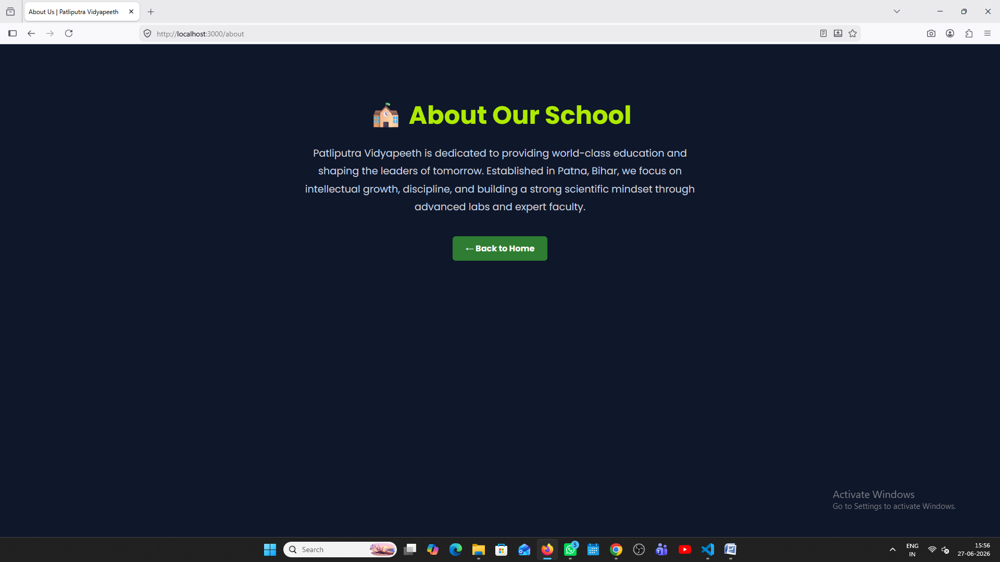 About Us | Patliputra Vidyapeeth
http://localhost:3000/about
About Our School
Patliputra Vidyapeeth is dedicated to providing world-class education and
shaping the leaders of tomorrow. Established in Patna, Bihar, we focus on
intellectual growth, discipline, and building a strong scientific mindset through
advanced labs and expert faculty.
← Back to Home
Activate Windows
Go to Settings to activate Windows.
Search
5
ENG
IN
15:56
27-06-2026